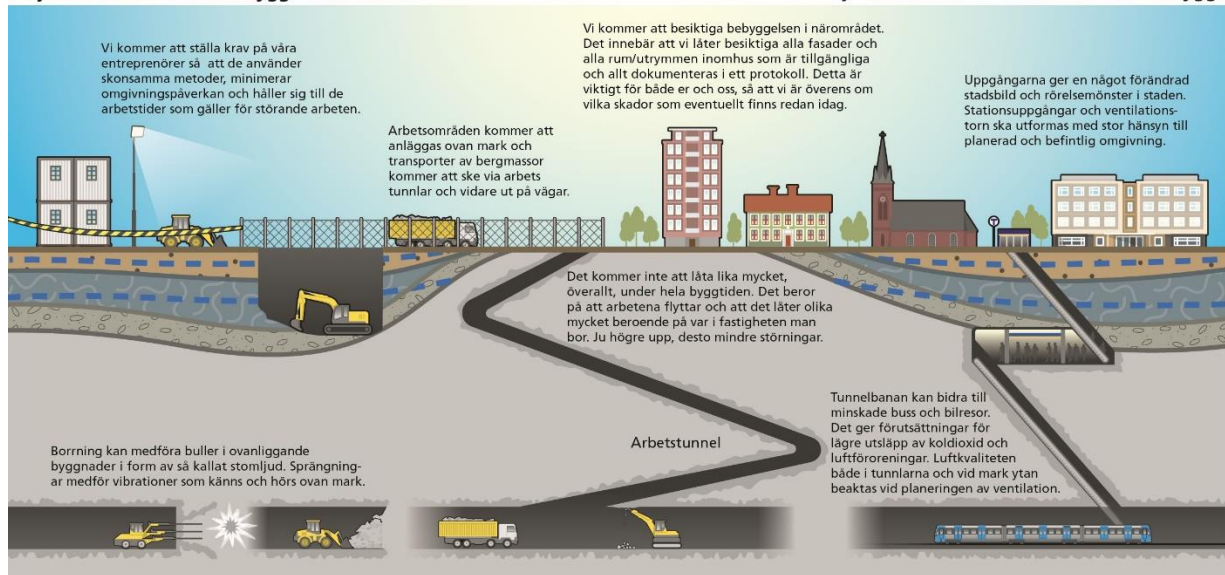 Vi kommer att ställa krav på våra
entreprenörer så att de använder
skonsamma metoder, minimerar
omgivningspåverkan och håller sig till de
arbetstider som gäller för störande arbeten.
Arbetsområden kommer att
anläggas ovan mark och
transporter av bergmassor
kommer att ske via arbets
tunnlar och vidare ut på vägar.
Vi kommer att besiktiga bebyggelsen i närområdet.
Det innebär att vi låter besiktiga alla fasader och
alla rum/utrymmen inomhus som är tillgängliga
och allt dokumenteras i ett protokoll. Detta är
viktigt för både er och oss, så att vi är överens om
vilka skador som eventuellt finns redan idag.
Uppgångarna ger en något förändrad
stadsbild och rörelsemönster i staden.
Stationsuppgångar och ventilations-
torn ska utformas med stor hänsyn till
planerad och befintlig omgivning.
T
Det kommer inte att låta lika mycket,
överallt, under hela byggtiden. Det beror
på att arbetena flyttar och att det låter olika
mycket beroende på var i fastigheten man
bor. Ju högre upp, desto mindre störningar.
Borrning kan medföra buller i ovanliggande
byggnader i form av så kallat stomljud. Sprängning-
ar medför vibrationer som känns och hörs ovan mark.
Arbetstunnel
Tunnelbanan kan bidra till
minskade buss och bilresor.
Det ger förutsättningar för
lägre utsläpp av koldioxid och
luftföroreningar. Luftkvaliteten
både i tunnlarna och vid mark ytan
beaktas vid planeringen av ventilation.